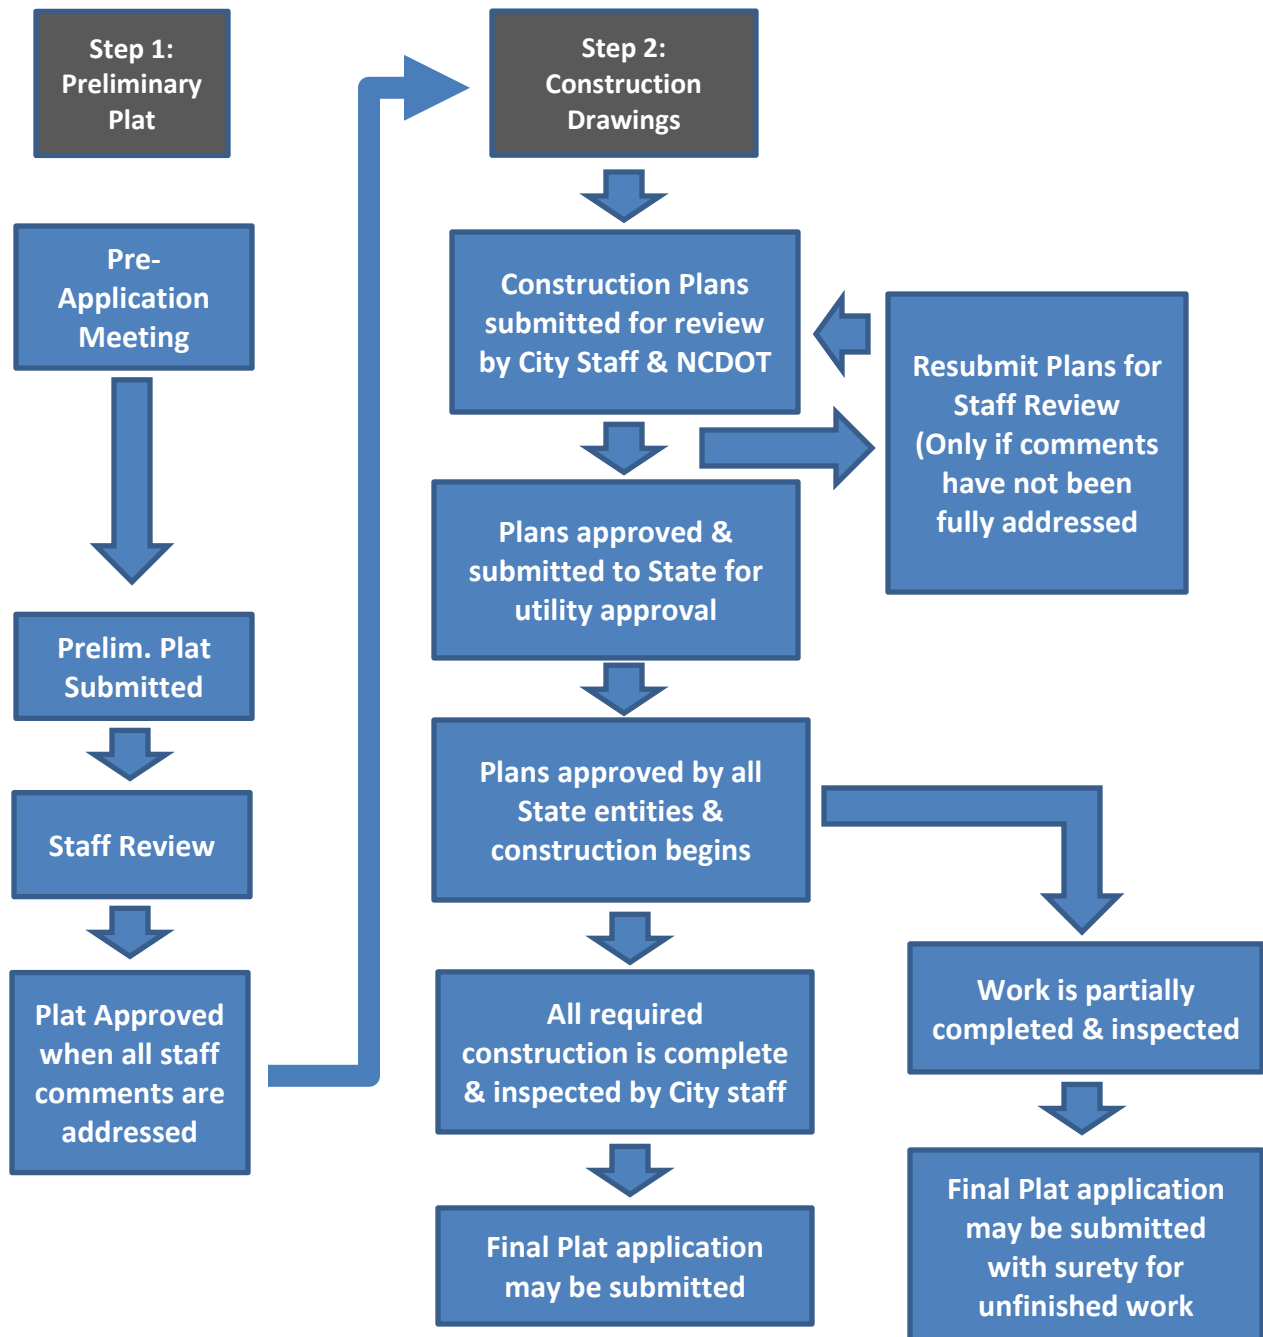 Step 1:
Preliminary
Plat
Pre-
Application
Meeting
Prelim. Plat
Submitted
Staff Review
Plat Approved
when all staff
comments are
addressed
Step 2:
Construction
Drawings
Construction Plans
submitted for review
by City Staff & NCDOT
Resubmit Plans for
Staff Review
(Only if comments
have not been
fully addressed
Plans approved &
submitted to State for
utility approval
Plans approved by all
State entities &
construction begins
All required
construction is complete
& inspected by City staff
Final Plat application
may be submitted
Work is partially
completed & inspected
Final Plat application
may be submitted
with surety for
unfinished work